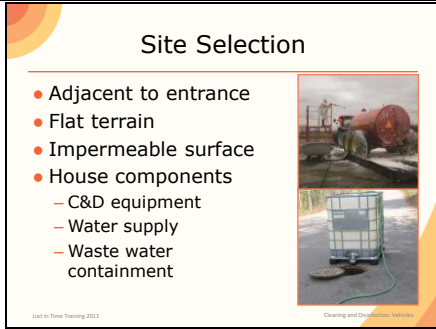 Site Selection
● Adjacent to entrance
● Flat terrain
● Impermeable surface
● House components
– C&D equipment
– Water supply
– Waste water
containment
Just in Time Training 2011
Cleaning and Disinfection: Vehicles